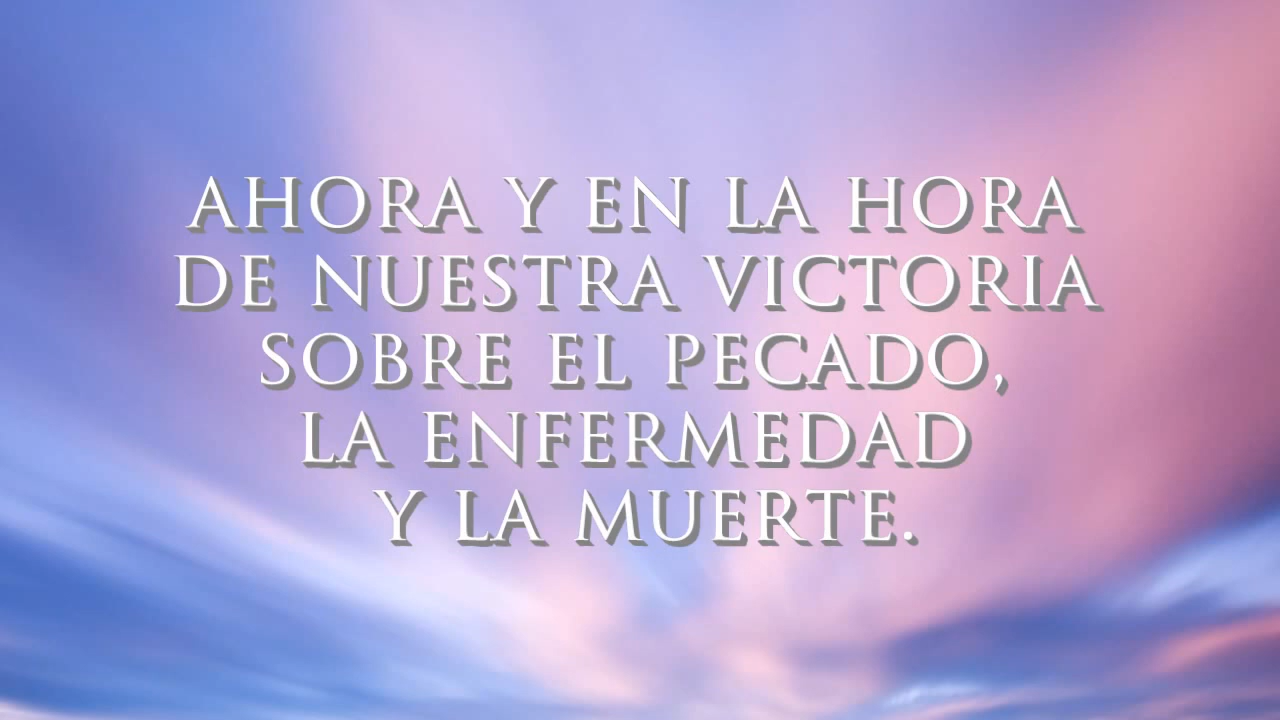 AHORA Y EN LA HORA
DE NUESTRA VICTORIA
SOBRE EL PECADO,
LA ENFERMEDAD
Y LA MUERTE.